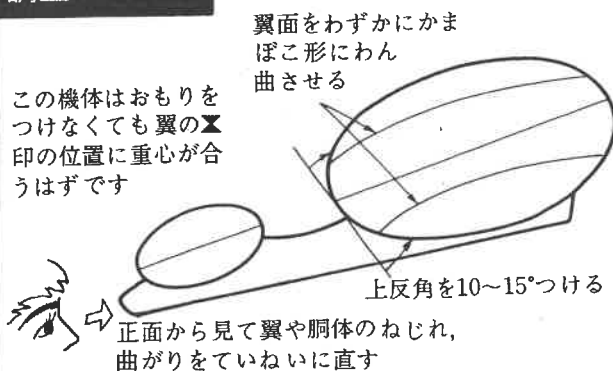 翼面をわずかにかま
ぼこ形にわん
曲させる
この機体はおもりを
つけなくても翼の⧗
印の位置に重心が合
うはずです
上反角を10～15°つける
正面から見て翼や胴体のねじれ,
曲がりをていねいに直す